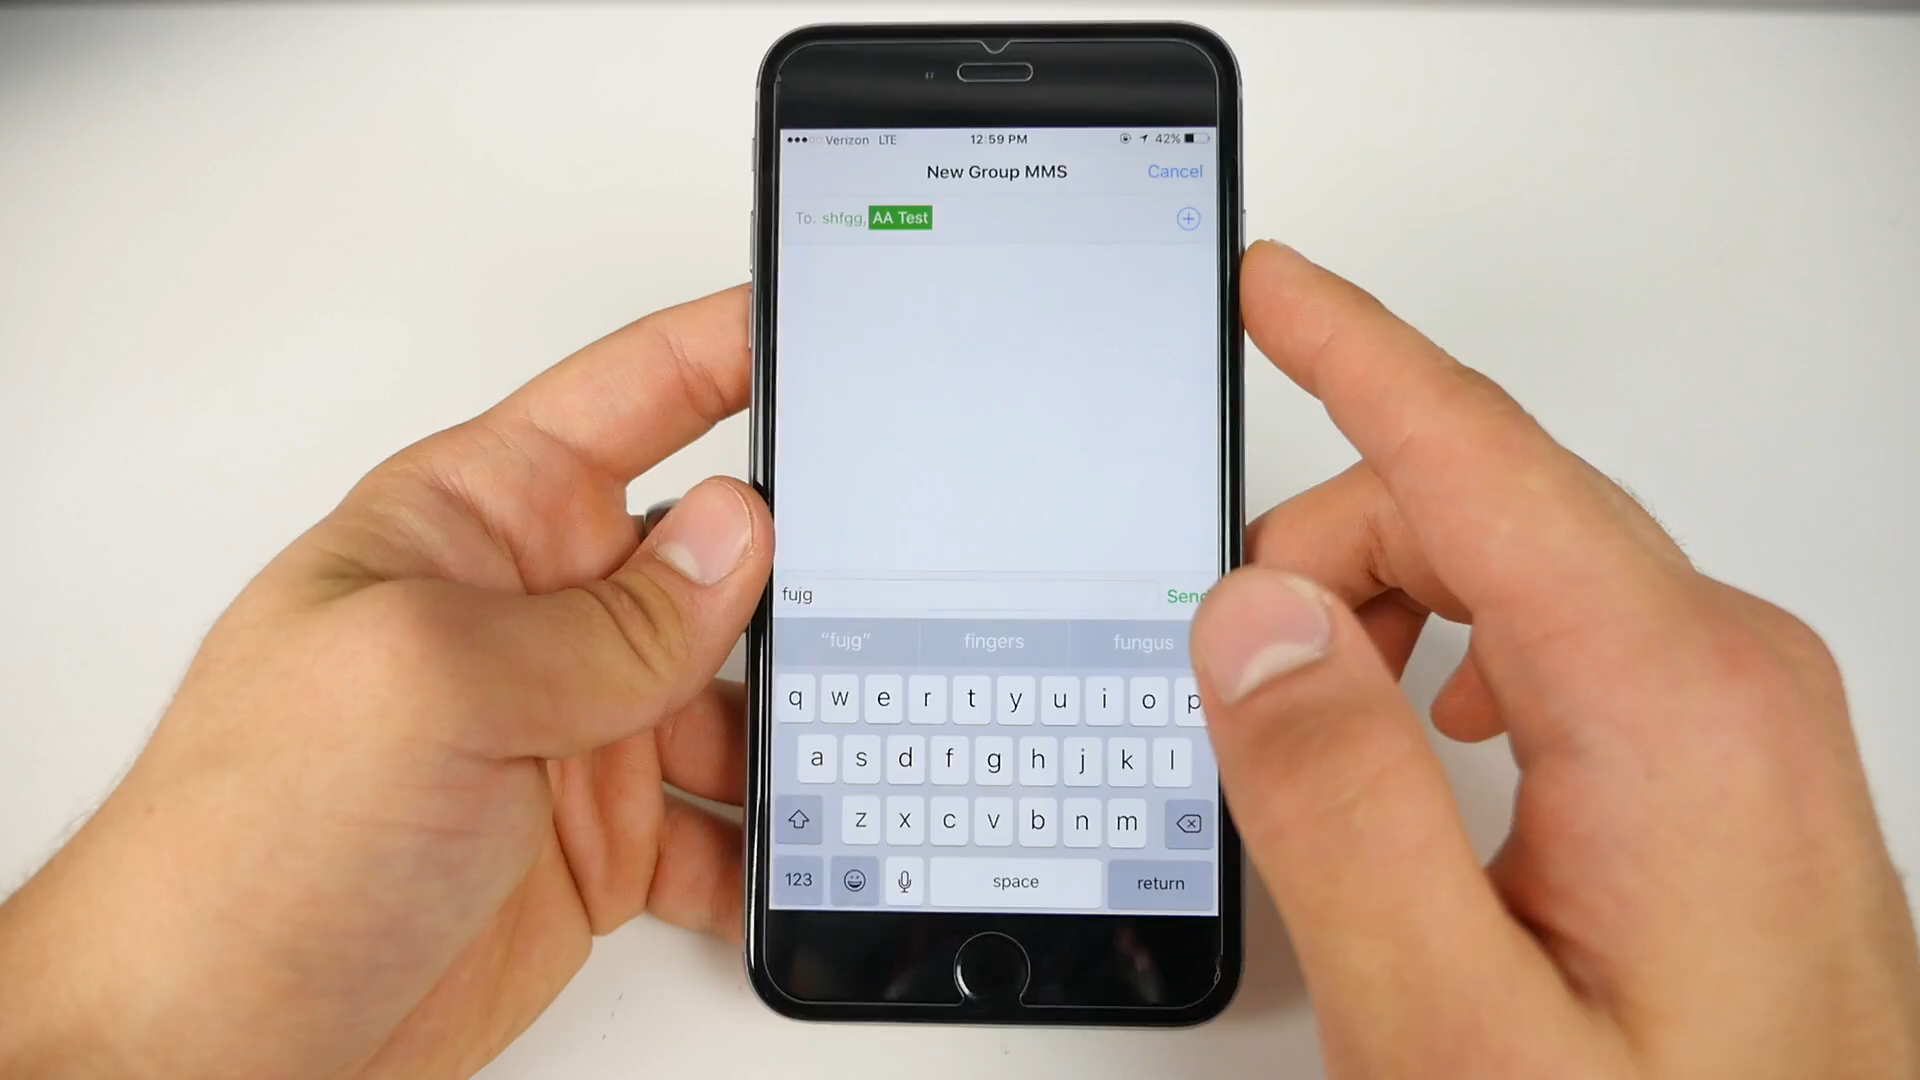 Verizon LTE 12:59 PM 42%
New Group MMS Cancel
To: shfgg, AA Test
fujg Send
“fujg” fingers fungus
q w e r t y u i o p
a s d f g h j k l
z x c v b n m
123 space return